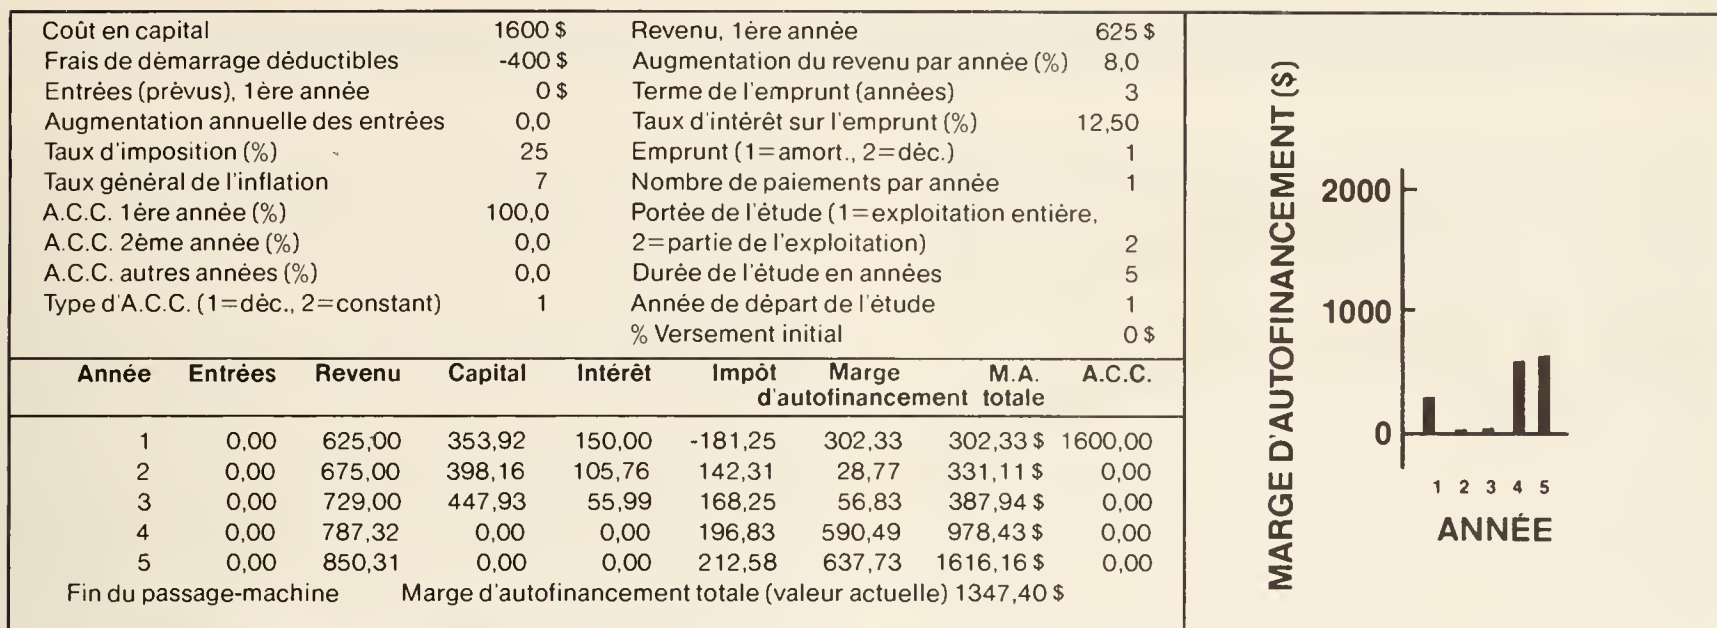 Coût en capital 1600 $
Frais de démarrage déductibles -400 $
Entrées (prévus), 1ère année 0 $
Augmentation annuelle des entrées 0,0
Taux d'imposition (%) 25
Taux général de l'inflation 7
A.C.C. 1ère année (%) 100,0
A.C.C. 2ème année (%) 0,0
A.C.C. autres années (%) 0,0
Type d'A.C.C. (1=déc., 2=constant) 1
Revenu, 1ère année 625 $
Augmentation du revenu par année (%) 8,0
Terme de l'emprunt (années) 3
Taux d'intérêt sur l'emprunt (%) 12,50
Emprunt (1=amort., 2=déc.) 1
Nombre de paiements par année 1
Portée de l'étude (1=exploitation entière,
2=partie de l'exploitation) 2
Durée de l'étude en années 5
Année de départ de l'étude 1
% Versement initial 0 $
Année Entrées Revenu Capital Intérêt Impôt Marge M.A. A.C.C.
d'autofinancement totale
1 0,00 625,00 353,92 150,00 -181,25 302,33 302,33 $ 1600,00
2 0,00 675,00 398,16 105,76 142,31 28,77 331,11 $ 0,00
3 0,00 729,00 447,93 55,99 168,25 56,83 387,94 $ 0,00
4 0,00 787,32 0,00 0,00 196,83 590,49 978,43 $ 0,00
5 0,00 850,31 0,00 0,00 212,58 637,73 1616,16 $ 0,00
Fin du passage-machine Marge d'autofinancement totale (valeur actuelle) 1347,40 $
MARGE D'AUTOFINANCEMENT ($)
2000
1000
0
1 2 3 4 5
ANNÉE